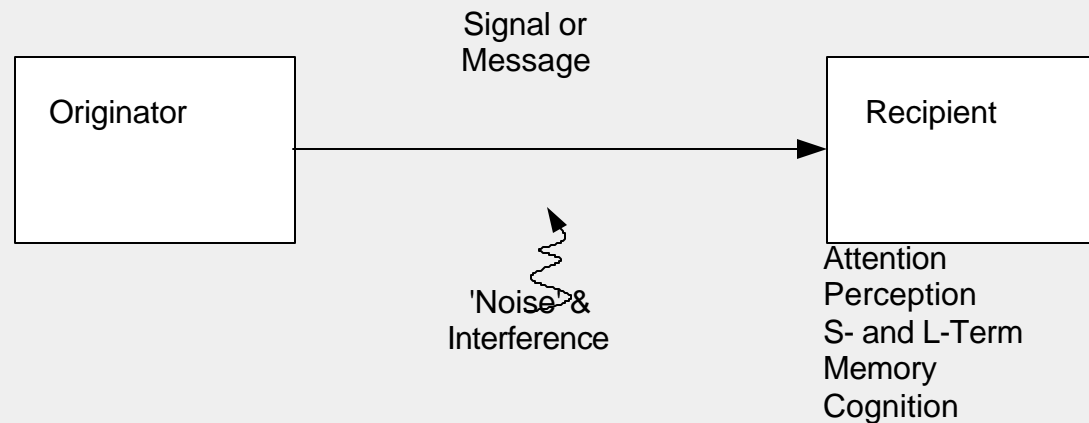 Signal or
Message
Originator
Recipient
'Noise' &
Interference
Attention
Perception
S- and L-Term
Memory
Cognition